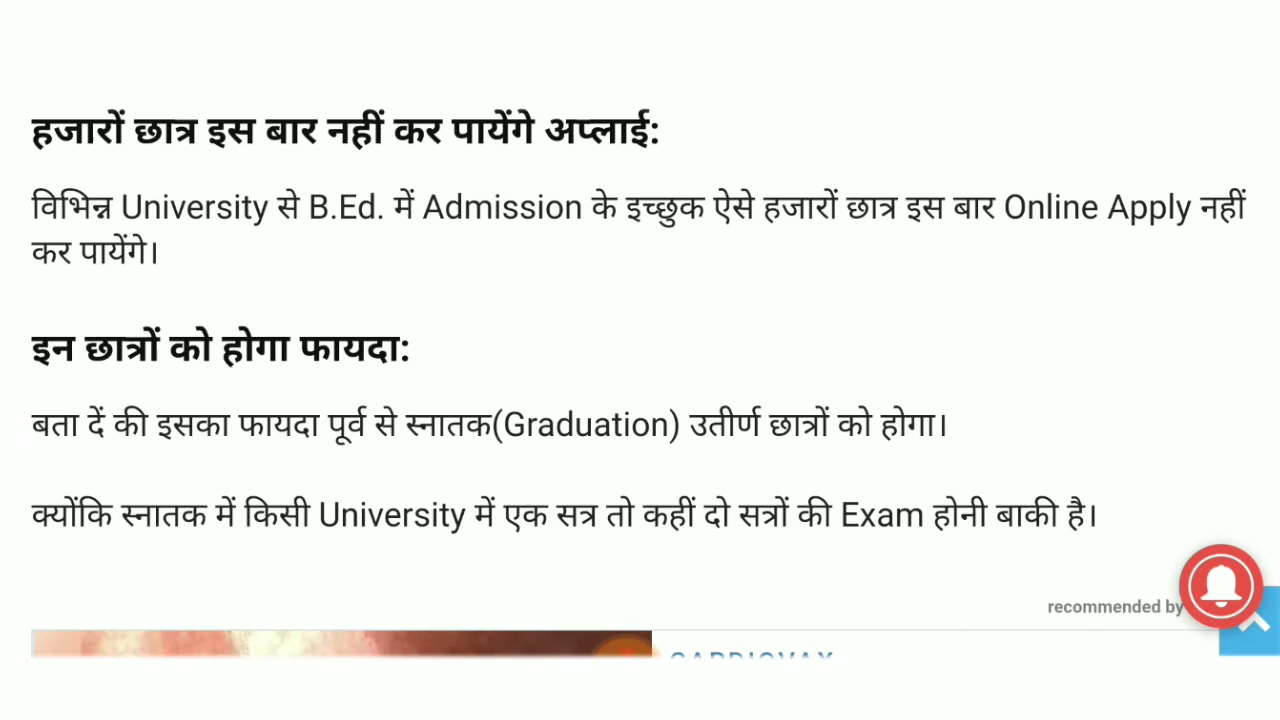 हजारों छात्र इस बार नहीं कर पायेंगे अप्लाई:
विभिन्न University से B.Ed. में Admission के इच्छुक ऐसे हजारों छात्र इस बार Online Apply नहीं
कर पायेंगे।
इन छात्रों को होगा फायदा:
बता दें की इसका फायदा पूर्व से स्नातक(Graduation) उतीर्ण छात्रों को होगा।
क्योंकि स्नातक में किसी University में एक सत्र तो कहीं दो सत्रों की Exam होनी बाकी है।
recommended by